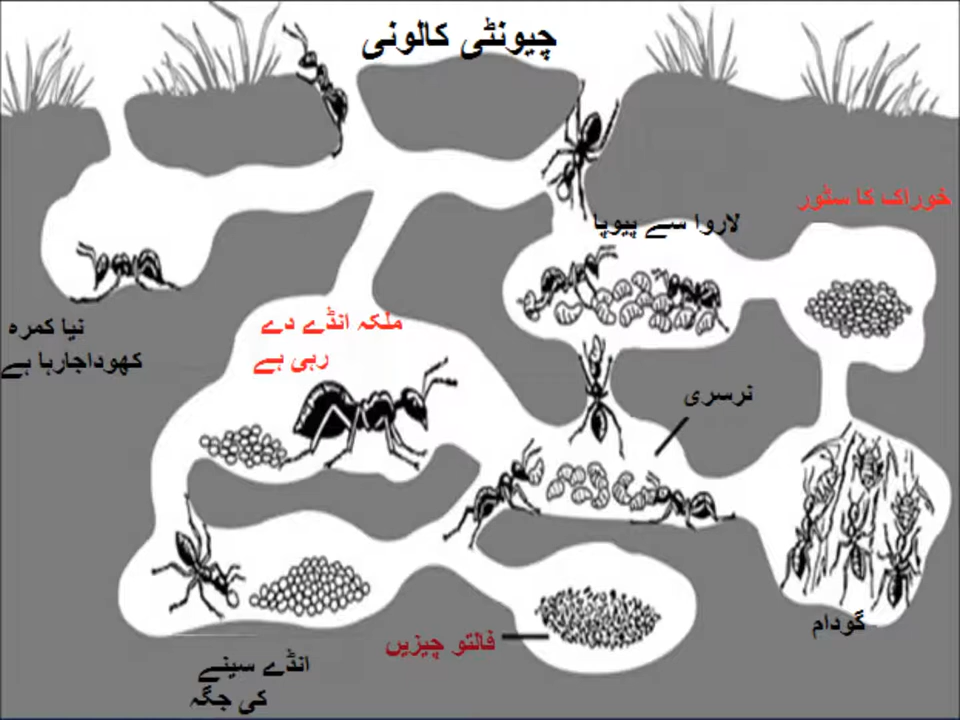 چیونٹی کالونی
خوراک کا سٹور
لاروا سے پیوپا
نیا کمرہ
کھوداجارہا ہے
ملکہ انڈے دے
رہی ہے
نرسری
گودام
فالتو چیزیں
انڈے سینے
کی جگہ